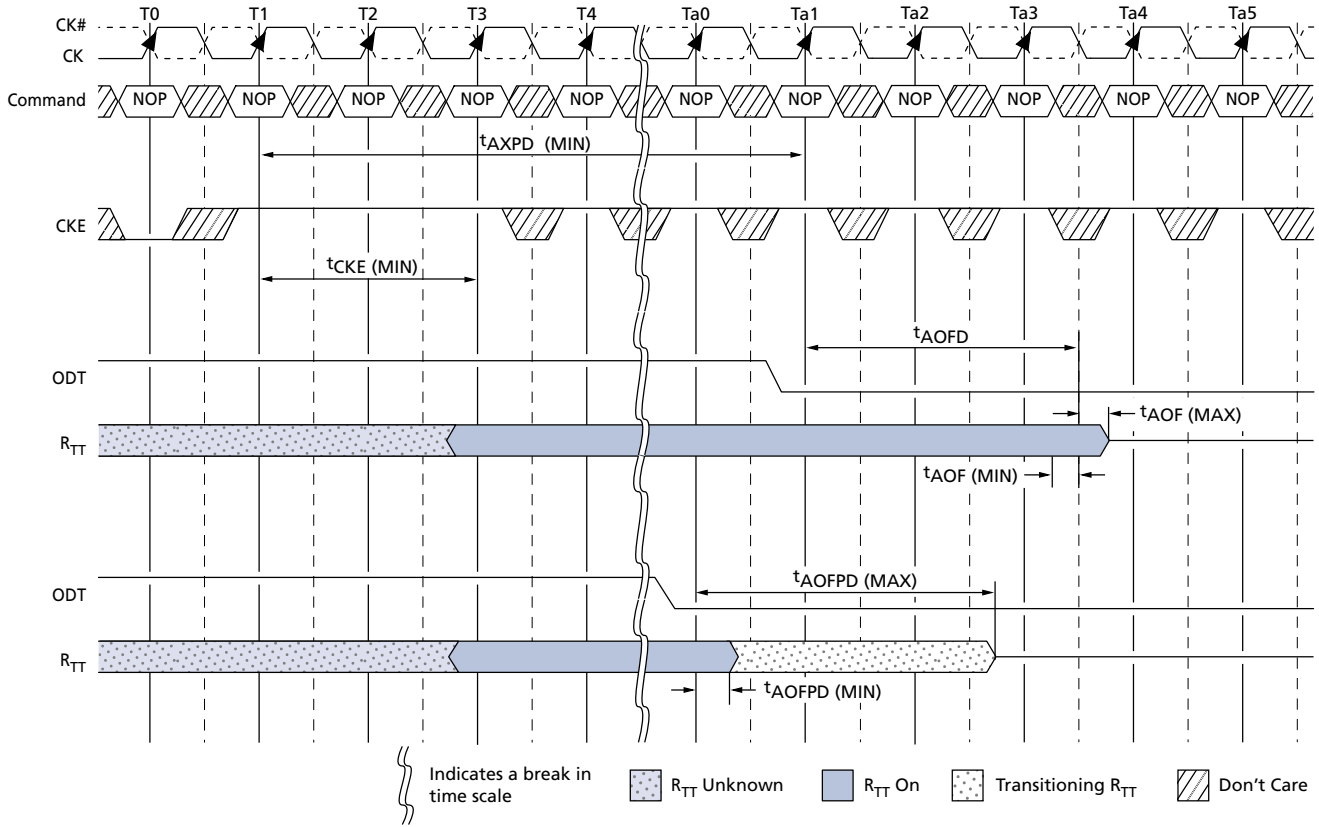 T0 T1 T2 T3 T4 Ta0 Ta1 Ta2 Ta3 Ta4 Ta5
CK#
CK
Command NOP NOP NOP NOP NOP NOP NOP NOP NOP NOP NOP
tAXPD (MIN)
CKE
tCKE (MIN)
tAOFD
ODT
tAOF (MAX)
RTT
tAOF (MIN)
tAOFPD (MAX)
ODT
RTT
tAOFPD (MIN)
Indicates a break in
time scale
RTT Unknown
RTT On
Transitioning RTT
Don't Care